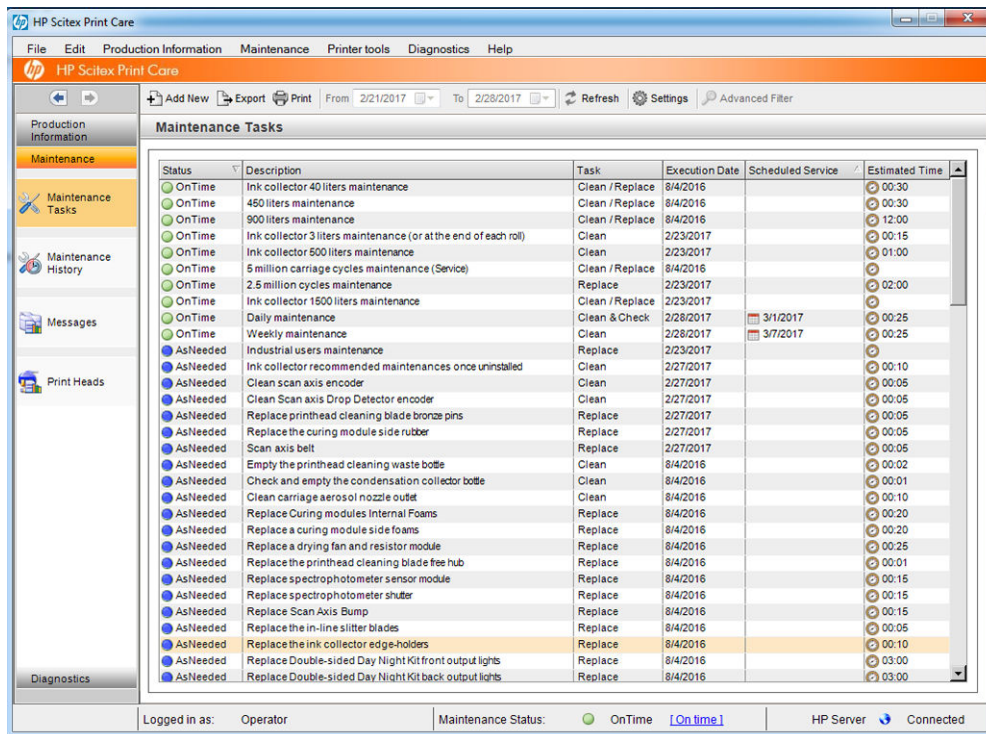 HP Scitex Print Care
File Edit Production Information Maintenance Printer tools Diagnostics Help
hp HP Scitex Print Care
Add New Export Print From 2/21/2017 To 2/28/2017 Refresh Settings Advanced Filter
Production Information
Maintenance
Maintenance Tasks
Maintenance History
Messages
Print Heads
Diagnostics
Maintenance Tasks
Status Description Task Execution Date Scheduled Service Estimated Time
OnTime Ink collector 40 liters maintenance Clean / Replace 8/4/2016 00:30
OnTime 450 liters maintenance Clean / Replace 8/4/2016 00:30
OnTime 900 liters maintenance Clean / Replace 8/4/2016 12:00
OnTime Ink collector 3 liters maintenance (or at the end of each roll) Clean 2/23/2017 00:15
OnTime Ink collector 500 liters maintenance Clean 2/23/2017 01:00
OnTime 5 million carriage cycles maintenance (Service) Clean / Replace 8/4/2016
OnTime 2.5 million cycles maintenance Replace 2/23/2017 02:00
OnTime Ink collector 1500 liters maintenance Clean / Replace 2/23/2017
OnTime Daily maintenance Clean & Check 2/28/2017 3/1/2017 00:25
OnTime Weekly maintenance Clean 2/28/2017 3/7/2017 00:25
AsNeeded Industrial users maintenance Replace 2/23/2017
AsNeeded Ink collector recommended maintenances once uninstalled Clean 2/27/2017 00:10
AsNeeded Clean scan axis encoder Clean 2/27/2017 00:05
AsNeeded Clean Scan axis Drop Detector encoder Clean 2/27/2017 00:05
AsNeeded Replace printhead cleaning blade bronze pins Replace 2/27/2017 00:05
AsNeeded Replace the curing module side rubber Replace 2/27/2017 00:05
AsNeeded Scan axis belt Replace 2/27/2017 00:05
AsNeeded Empty the printhead cleaning waste bottle Clean 8/4/2016 00:02
AsNeeded Check and empty the condensation collector bottle Clean 8/4/2016 00:01
AsNeeded Clean carriage aerosol nozzle outlet Clean 8/4/2016 00:10
AsNeeded Replace Curing modules Internal Foams Replace 8/4/2016 00:20
AsNeeded Replace a curing module side foams Replace 8/4/2016 00:20
AsNeeded Replace a drying fan and resistor module Replace 8/4/2016 00:25
AsNeeded Replace the printhead cleaning blade free hub Replace 8/4/2016 00:01
AsNeeded Replace spectrophotometer sensor module Replace 8/4/2016 00:15
AsNeeded Replace spectrophotometer shutter Replace 8/4/2016 00:15
AsNeeded Replace Scan Axis Bump Replace 8/4/2016 00:15
AsNeeded Replace the in-line slitter blades Replace 8/4/2016 00:05
AsNeeded Replace the ink collector edge-holders Replace 8/4/2016 00:10
AsNeeded Replace Double-sided Day Night Kit front output lights Replace 8/4/2016 03:00
AsNeeded Replace Double-sided Day Night Kit back output lights Replace 8/4/2016 03:00
Logged in as: Operator Maintenance Status: OnTime [ On time ] HP Server Connected